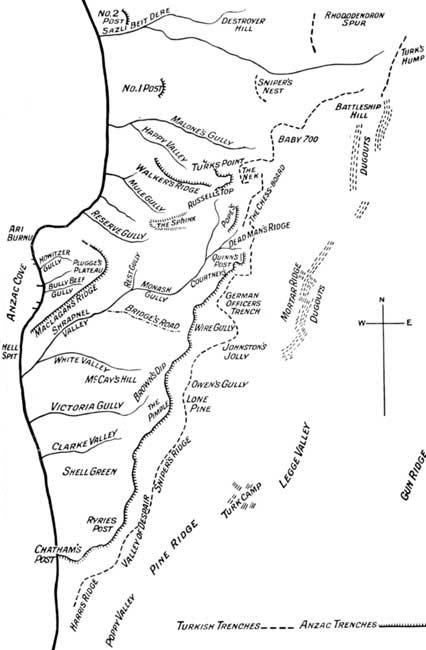 No. 2
Post
Sazli Beit Dere
Destroyer
Hill
Rhododendron
Spur
Turk's
Hump
No. 1 Post
Sniper's
Nest
Battleship
Hill
Malone's Gully
Happy Valley
Baby 700
Dugouts
Turks Point
The
Nek
Walker's Ridge
Russells Top
The Chess-board
Mule Gully
Reserve Gully
The Sphinx
Pope's
Dead Man's Ridge
Ari
Burnu
Howitzer
Gully
Plugge's
Plateau
Rest Gully
Quinn's
Post
Courtney's
Monash
Gully
Anzac Cove
Bully Beef
Gully
Maclagan's Ridge
Shrapnel
Valley
Bridge's Road
German
Officers
Trench
Mortar Ridge
Dugouts
N
W
E
Hell
Spit
Wire Gully
Johnston's
Jolly
White Valley
McCay's Hill
Brown's Dip
Owen's Gully
The
Pimple
Lone
Pine
Victoria Gully
Clarke Valley
Shell Green
Sniper's Ridge
Legge Valley
Gun Ridge
Turk Camp
Ryries
Post
Valley of Despair
Pine Ridge
Chatham's
Post
Harris Ridge
Poppy Valley
Turkish Trenches
Anzac Trenches